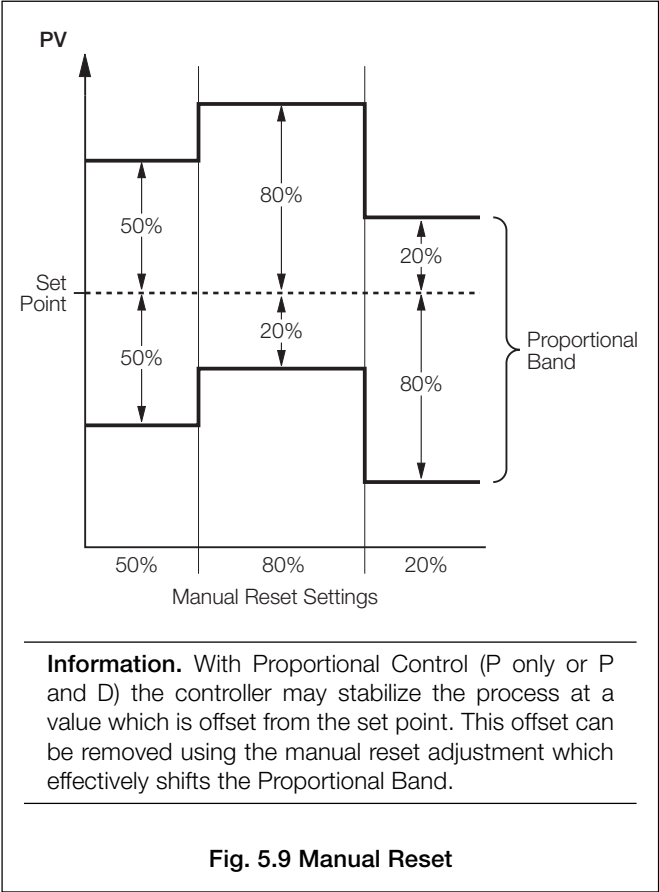 PV
50%
80%
20%
Set
Point
50%
20%
80%
Proportional
Band
50% 80% 20%
Manual Reset Settings
Information. With Proportional Control (P only or P
and D) the controller may stabilize the process at a
value which is offset from the set point. This offset can
be removed using the manual reset adjustment which
effectively shifts the Proportional Band.
Fig. 5.9 Manual Reset